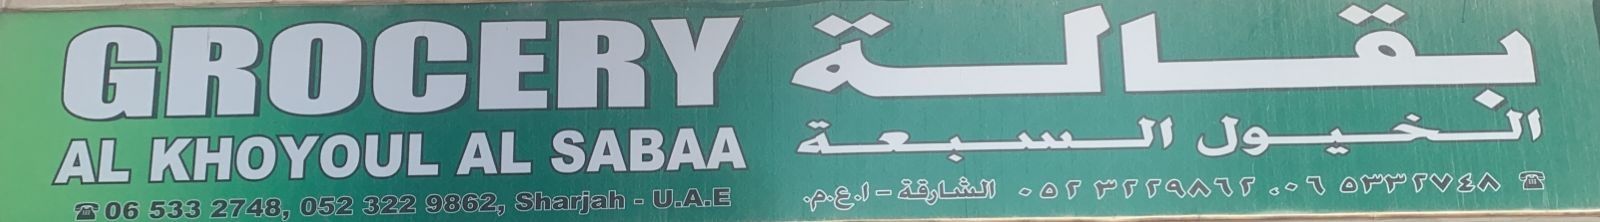 GROCERY
AL KHOYOUL AL SABAA
☎ 06 533 2748, 052 322 9862, Sharjah - U.A.E
بقالة
الخيول السبعة
☎ ٠٦ ٥٣٣٢٧٤٨، ٠٥٢ ٣٢٢٩٨٦٢ الشارقة - ا.ع.م.